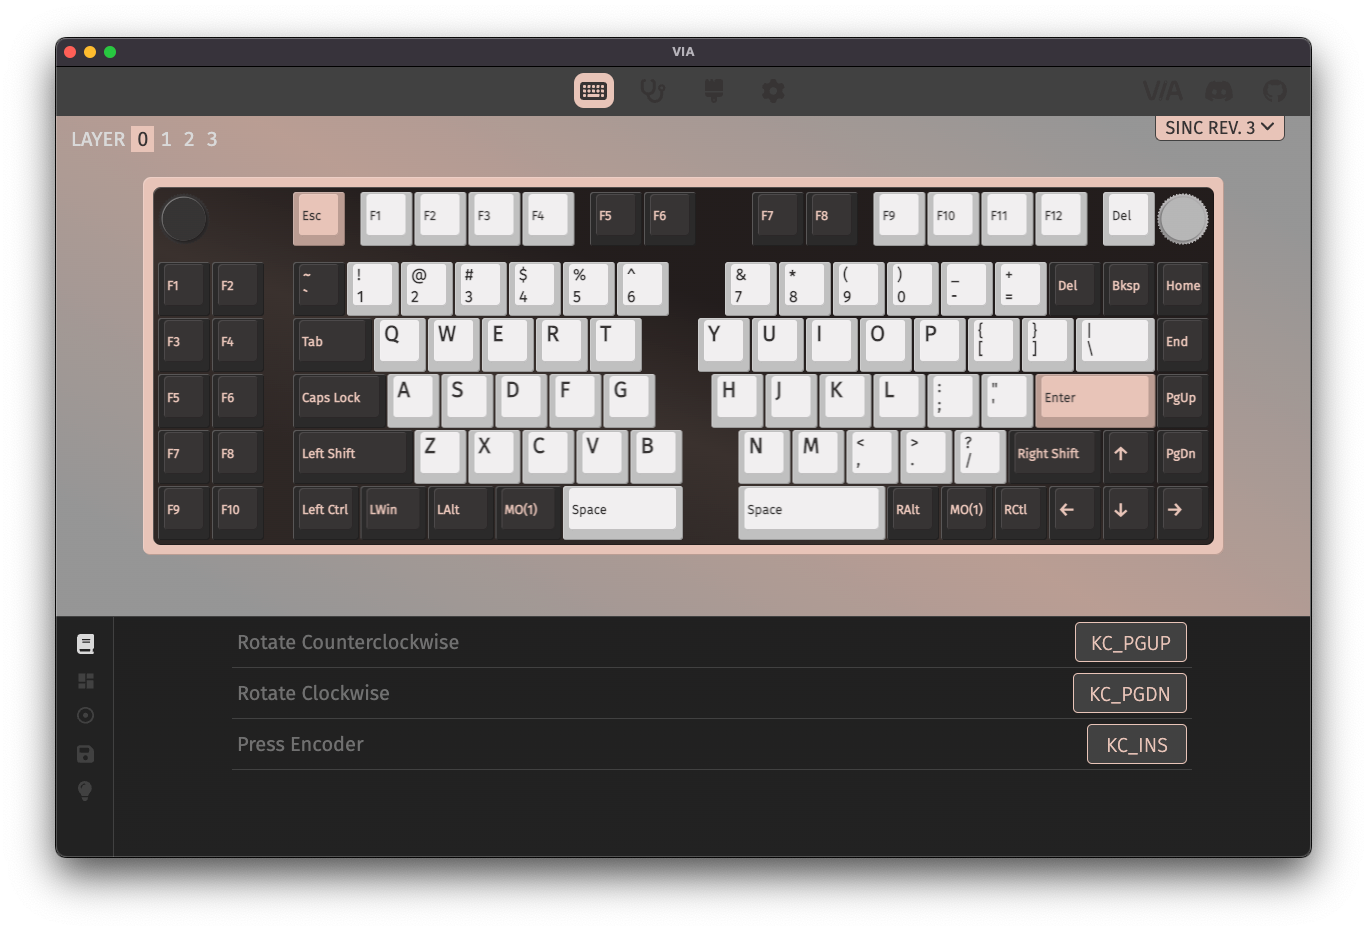 VIA
VIA
LAYER 0 1 2 3
SINC REV. 3
Esc F1 F2 F3 F4 F5 F6 F7 F8 F9 F10 F11 F12 Del
F1 F2 ~ ` ! 1 @ 2 # 3 $ 4 % 5 ^ 6 & 7 * 8 ( 9 ) 0 _ - + = Del Bksp Home
F3 F4 Tab Q W E R T Y U I O P { [ } ] | \ End
F5 F6 Caps Lock A S D F G H J K L : ; " ' Enter PgUp
F7 F8 Left Shift Z X C V B N M < , > . ? / Right Shift ↑ PgDn
F9 F10 Left Ctrl LWin LAlt MO(1) Space Space RAlt MO(1) RCtl ← ↓ →
Rotate Counterclockwise KC_PGUP
Rotate Clockwise KC_PGDN
Press Encoder KC_INS